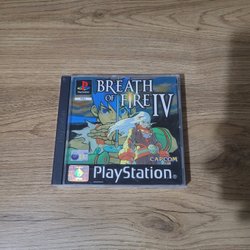 BREATH
OF FIRE IV
CAPCOM
PlayStation